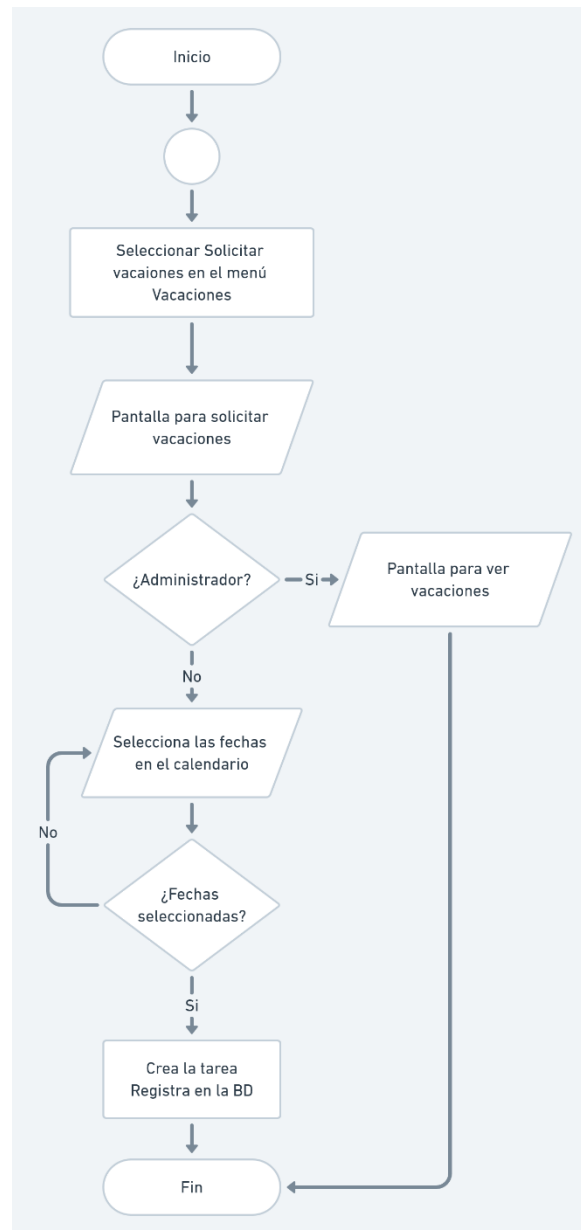 Inicio
Seleccionar Solicitar
vacaiones en el menú
Vacaciones
Pantalla para solicitar
vacaciones
¿Administrador?
Si
Pantalla para ver
vacaciones
No
Selecciona las fechas
en el calendario
No
¿Fechas
seleccionadas?
Si
Crea la tarea
Registra en la BD
Fin